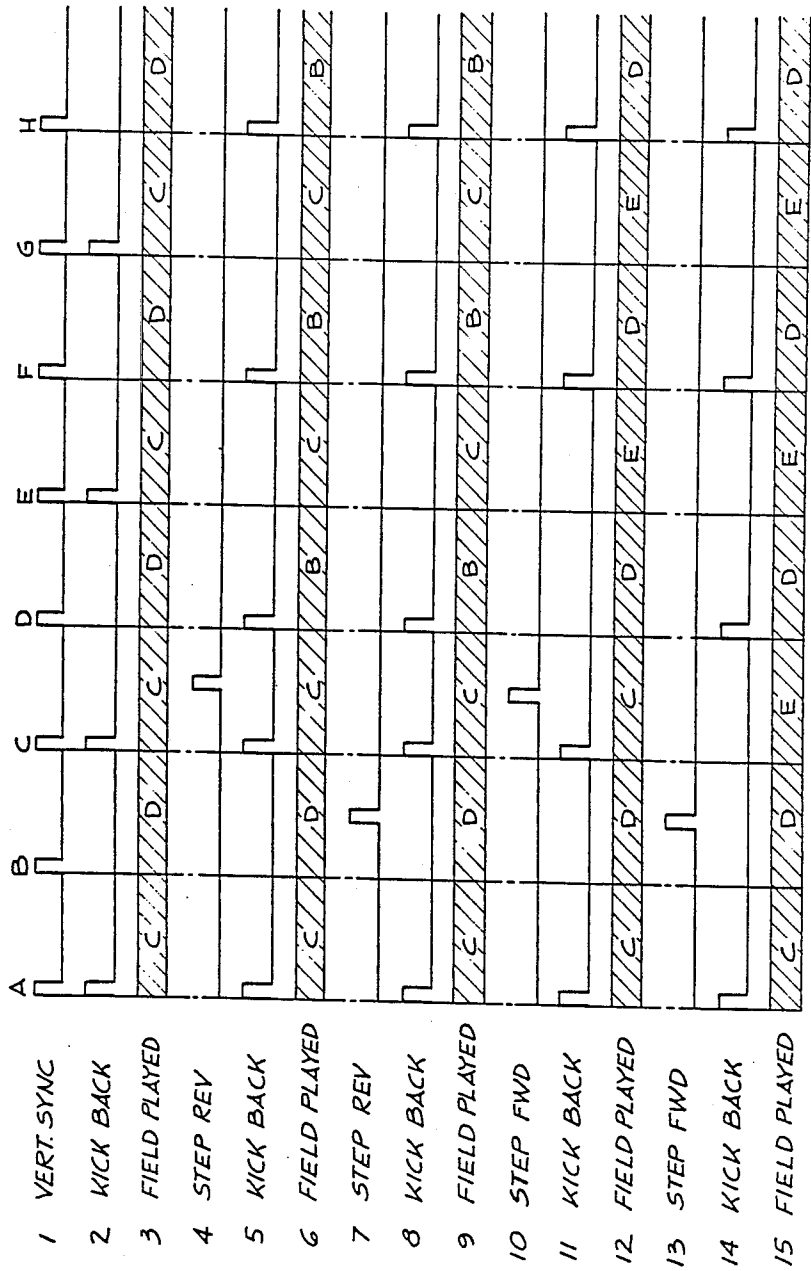 A B C D E F G H
1 VERT. SYNC
2 KICK BACK
3 FIELD PLAYED C D C D C D C D
4 STEP REV
5 KICK BACK
6 FIELD PLAYED C D C B C B C B
7 STEP REV
8 KICK BACK
9 FIELD PLAYED C D C B C B C B
10 STEP FWD
11 KICK BACK
12 FIELD PLAYED C D C D E D E D
13 STEP FWD
14 KICK BACK
15 FIELD PLAYED C D E D E D E D